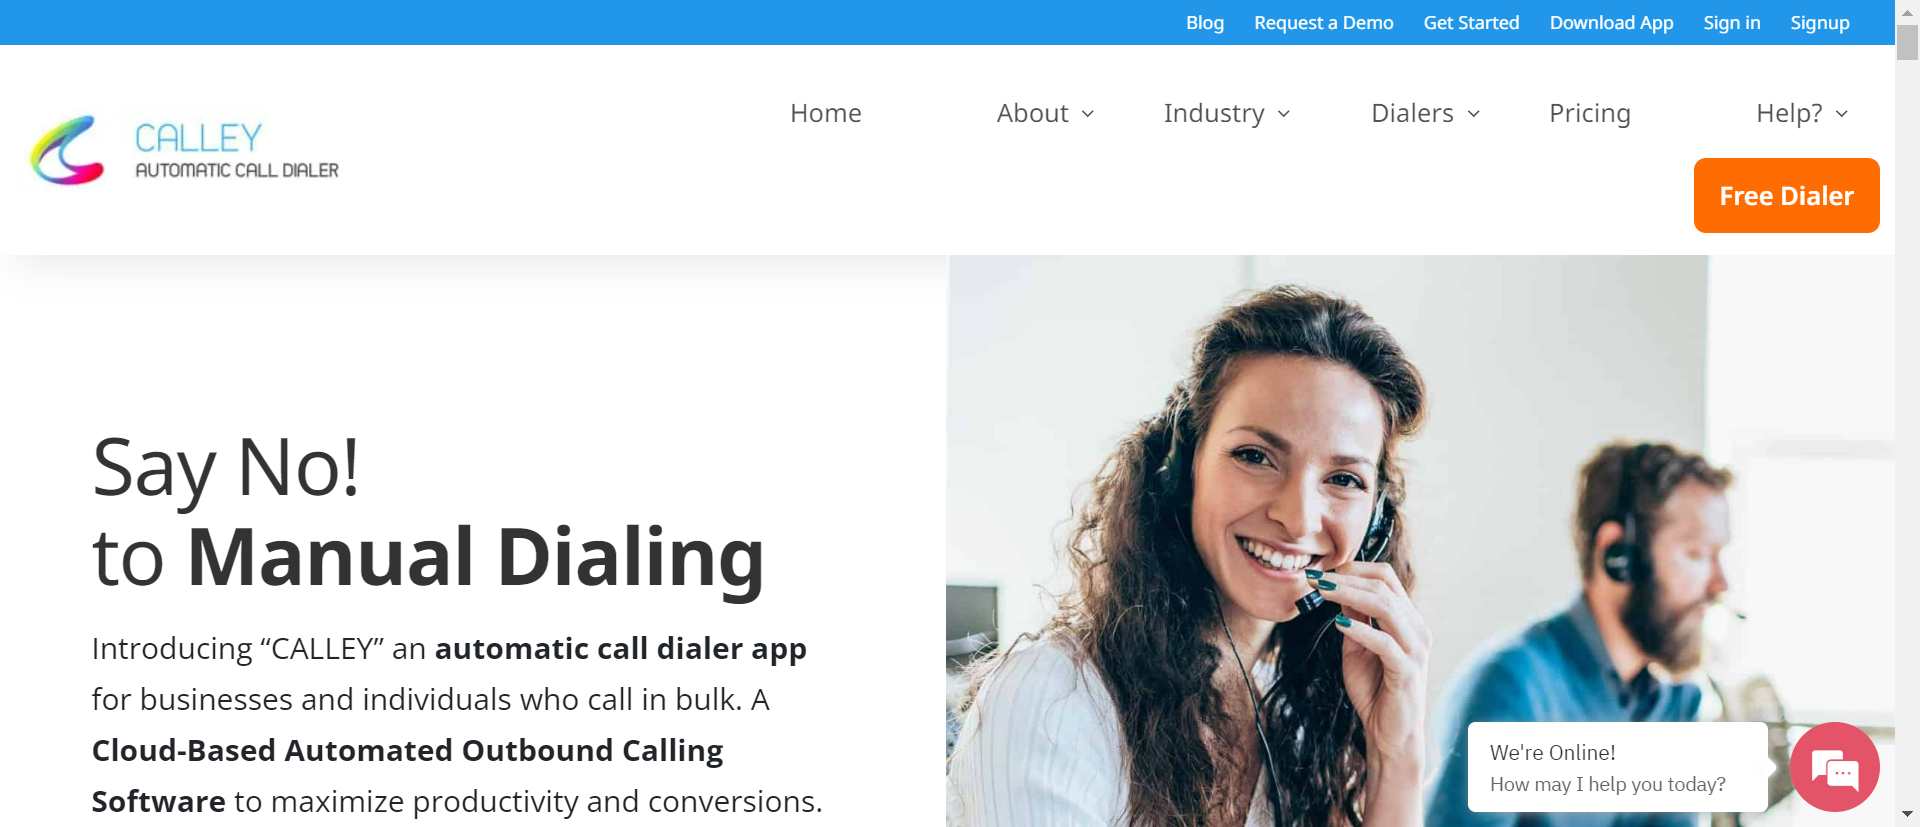 Blog Request a Demo Get Started Download App Sign in Signup
CALLEY
AUTOMATIC CALL DIALER
Home About Industry Dialers Pricing Help?
Free Dialer
Say No!
to Manual Dialing
Introducing “CALLEY” an automatic call dialer app
for businesses and individuals who call in bulk. A
Cloud-Based Automated Outbound Calling
Software to maximize productivity and conversions.
We're Online!
How may I help you today?